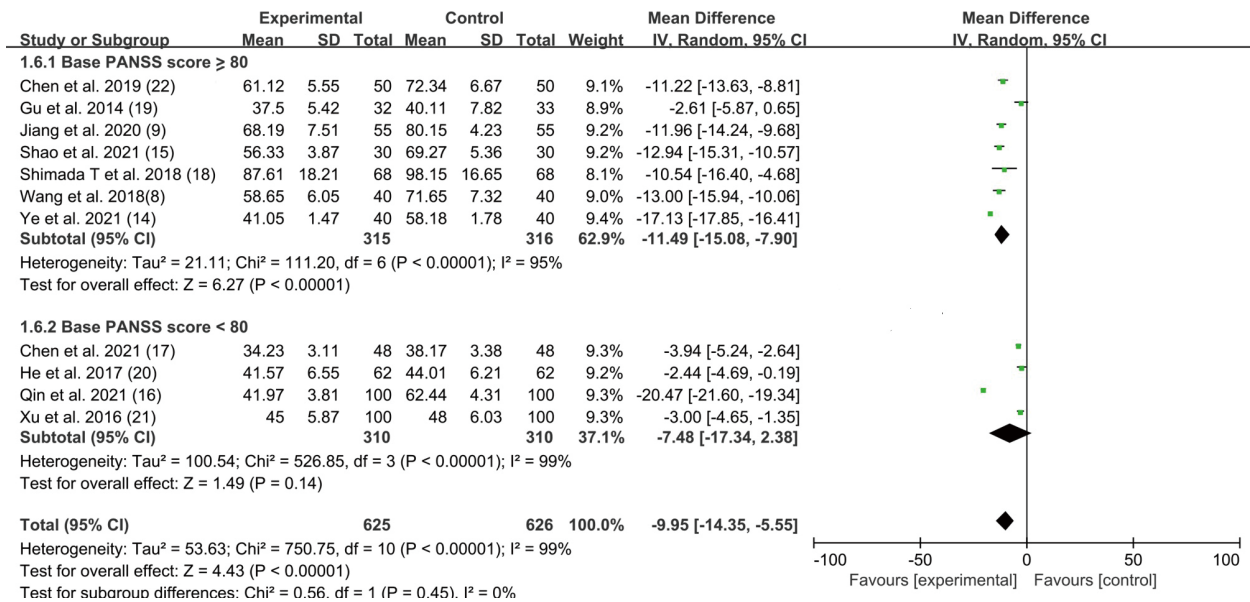 Experimental Control Mean Difference Mean Difference
Study or Subgroup Mean SD Total Mean SD Total Weight IV, Random, 95% CI IV, Random, 95% CI
1.6.1 Base PANSS score ≥ 80
Chen et al. 2019 (22) 61.12 5.55 50 72.34 6.67 50 9.1% -11.22 [-13.63, -8.81]
Gu et al. 2014 (19) 37.5 5.42 32 40.11 7.82 33 8.9% -2.61 [-5.87, 0.65]
Jiang et al. 2020 (9) 68.19 7.51 55 80.15 4.23 55 9.2% -11.96 [-14.24, -9.68]
Shao et al. 2021 (15) 56.33 3.87 30 69.27 5.36 30 9.2% -12.94 [-15.31, -10.57]
Shimada T et al. 2018 (18) 87.61 18.21 68 98.15 16.65 68 8.1% -10.54 [-16.40, -4.68]
Wang et al. 2018(8) 58.65 6.05 40 71.65 7.32 40 9.0% -13.00 [-15.94, -10.06]
Ye et al. 2021 (14) 41.05 1.47 40 58.18 1.78 40 9.4% -17.13 [-17.85, -16.41]
Subtotal (95% CI) 315 316 62.9% -11.49 [-15.08, -7.90]
Heterogeneity: Tau² = 21.11; Chi² = 111.20, df = 6 (P < 0.00001); I² = 95%
Test for overall effect: Z = 6.27 (P < 0.00001)
1.6.2 Base PANSS score < 80
Chen et al. 2021 (17) 34.23 3.11 48 38.17 3.38 48 9.3% -3.94 [-5.24, -2.64]
He et al. 2017 (20) 41.57 6.55 62 44.01 6.21 62 9.2% -2.44 [-4.69, -0.19]
Qin et al. 2021 (16) 41.97 3.81 100 62.44 4.31 100 9.3% -20.47 [-21.60, -19.34]
Xu et al. 2016 (21) 45 5.87 100 48 6.03 100 9.3% -3.00 [-4.65, -1.35]
Subtotal (95% CI) 310 310 37.1% -7.48 [-17.34, 2.38]
Heterogeneity: Tau² = 100.54; Chi² = 526.85, df = 3 (P < 0.00001); I² = 99%
Test for overall effect: Z = 1.49 (P = 0.14)
Total (95% CI) 625 626 100.0% -9.95 [-14.35, -5.55]
Heterogeneity: Tau² = 53.63; Chi² = 750.75, df = 10 (P < 0.00001); I² = 99%
-100 -50 0 50 100
Test for overall effect: Z = 4.43 (P < 0.00001)
Favours [experimental] Favours [control]
Test for subgroup differences: Chi² = 0.56, df = 1 (P = 0.45), I² = 0%